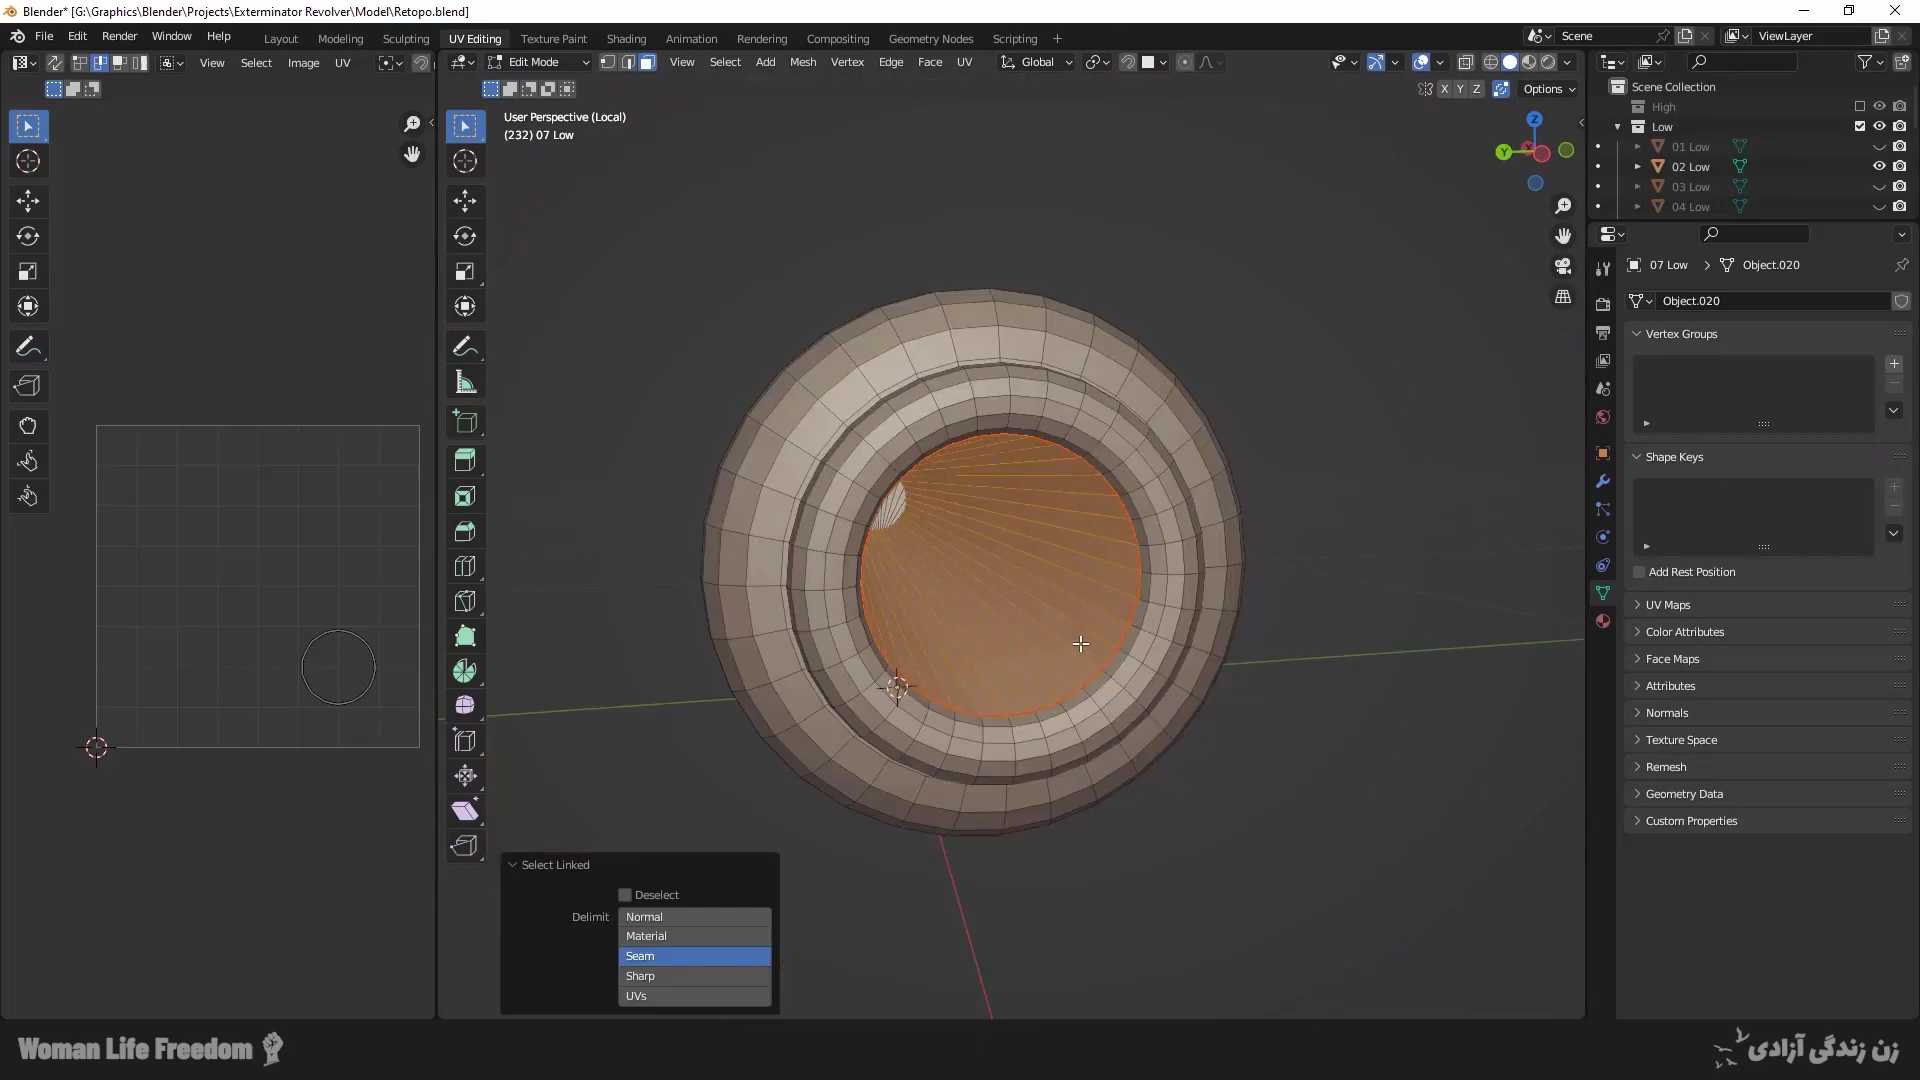 Blender* [G:\Graphics\Blender\Projects\Exterminator Revolver\Model\Retopo.blend]
File Edit Render Window Help Layout Modeling Sculpting UV Editing Texture Paint Shading Animation Rendering Compositing Geometry Nodes Scripting + Scene ViewLayer
View Select Image UV Edit Mode View Select Add Mesh Vertex Edge Face UV Global
X Y Z Options
User Perspective (Local)
(232) 07 Low
Z
Y
Scene Collection
High
Low
01 Low
02 Low
03 Low
04 Low
07 Low > Object.020
Object.020
Vertex Groups
Shape Keys
Add Rest Position
UV Maps
Color Attributes
Face Maps
Attributes
Normals
Texture Space
Remesh
Geometry Data
Custom Properties
Select Linked
Deselect
Delimit Normal
Material
Seam
Sharp
UVs
Woman Life Freedom
زن زندگی آزادی